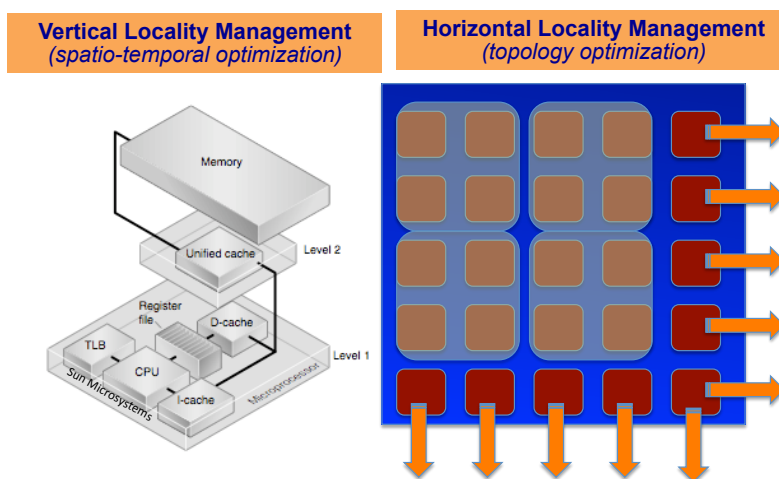 Vertical Locality Management
(spatio-temporal optimization)
Horizontal Locality Management
(topology optimization)
Memory
Unified cache
Level 2
Register
file
D-cache
TLB
CPU
I-cache
Level 1
Microprocessor
Sun Microsystems